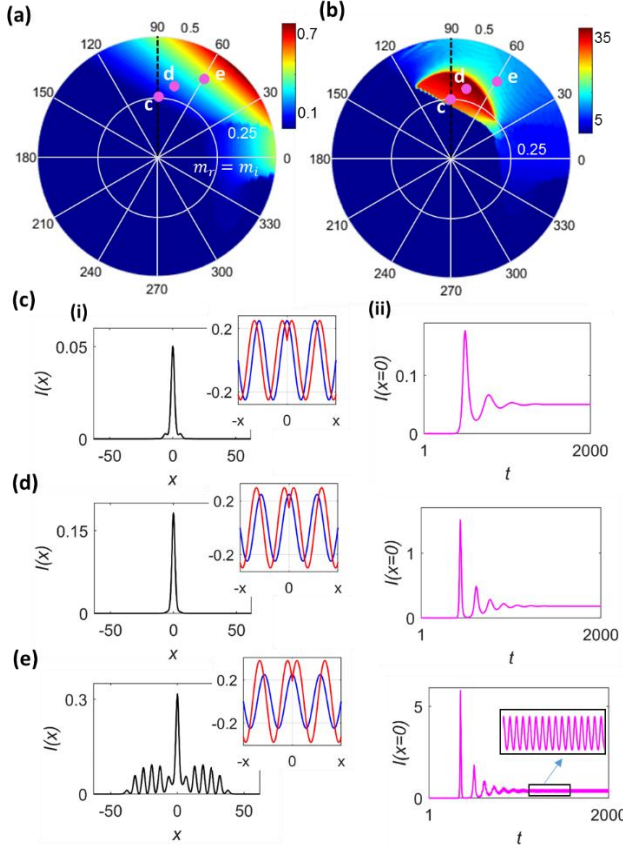 (a)
90
0.5
120
60
0.7
150
30
0.1
d
e
c
0.25
180
m_r = m_i
0
210
330
240
300
270
(b)
90
0.5
120
60
35
150
30
5
d
e
c
180
0.25
0
210
330
240
300
270
(c)
(i)
0.05
0
I(x)
-50 0 50
x
0.2
-0.2
-x 0 x
(ii)
0.1
0
I(x=0)
1 2000
t
(d)
0.15
0
I(x)
-50 0 50
x
0.2
-0.2
-x 0 x
1
0
I(x=0)
1 2000
t
(e)
0.3
0
I(x)
-50 0 50
x
0.2
-0.2
-x 0 x
5
0
I(x=0)
1 2000
t